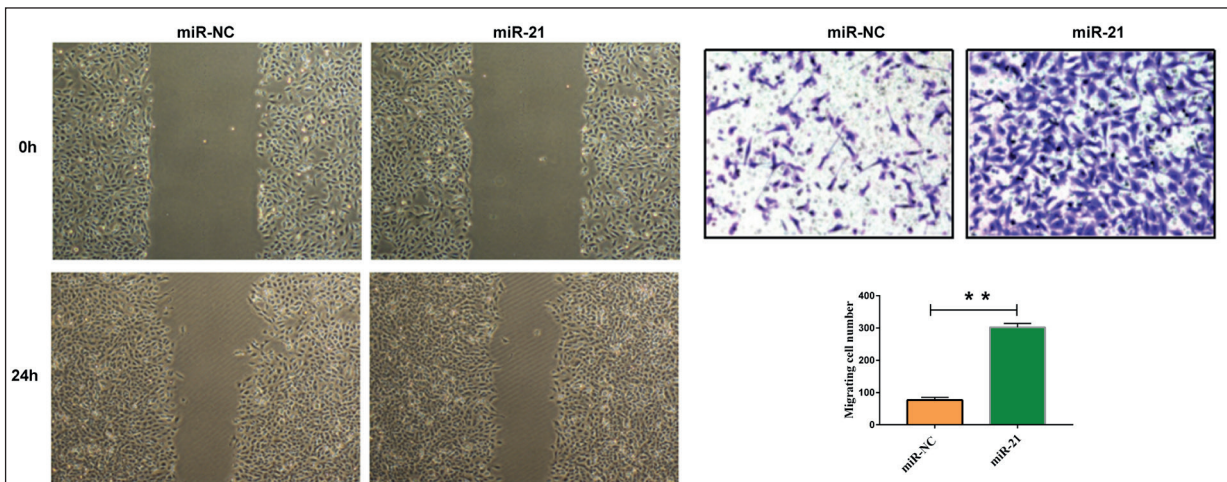 miR-NC miR-21
0h
24h
miR-NC miR-21
* *
Migrating cell number
400
300
200
100
0
miR-NC
miR-21